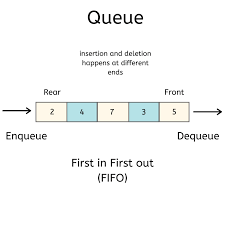 Queue
insertion and deletion
happens at different
ends
Rear Front
2 4 7 3 5
Enqueue Dequeue
First in First out
(FIFO)